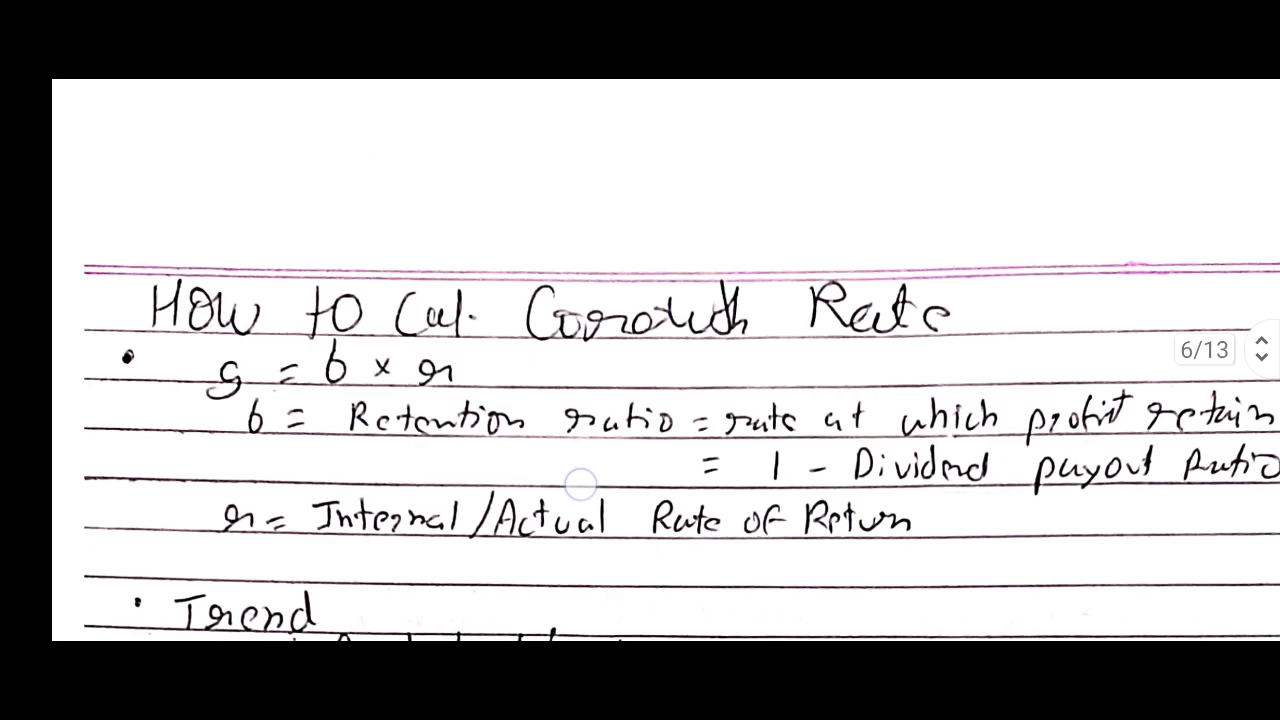 How to Cal. Growth Rate
6/13
• g = b × r
b = Retention ratio = rate at which profit retain
= 1 - Dividend payout Ratio
r = Internal/Actual Rate of Return
• Trend